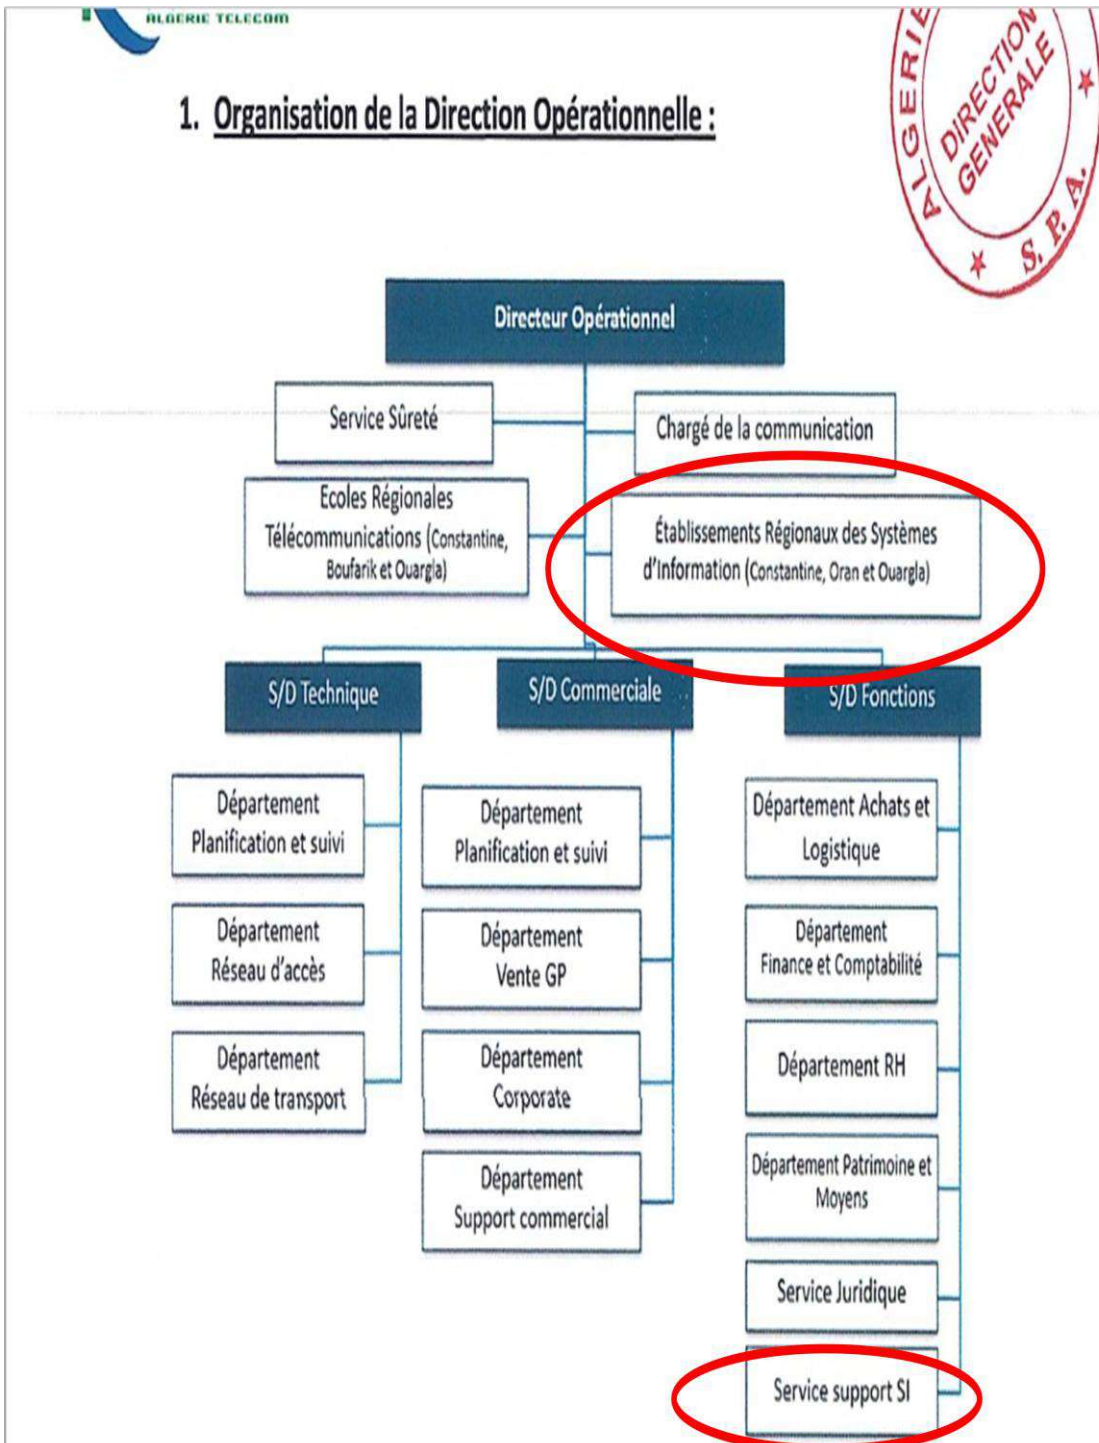 ALGERIE TELECOM
ALGERIE
DIRECTION
GENERALE
S. P. A.
1. Organisation de la Direction Opérationnelle :
Directeur Opérationnel
Service Sûreté
Chargé de la communication
Ecoles Régionales
Télécommunications (Constantine,
Boufarik et Ouargla)
Établissements Régionaux des Systèmes
d'Information (Constantine, Oran et Ouargla)
S/D Technique
S/D Commerciale
S/D Fonctions
Département
Planification et suivi
Département
Réseau d'accès
Département
Réseau de transport
Département
Planification et suivi
Département
Vente GP
Département
Corporate
Département
Support commercial
Département Achats et
Logistique
Département
Finance et Comptabilité
Département RH
Département Patrimoine et
Moyens
Service Juridique
Service support SI